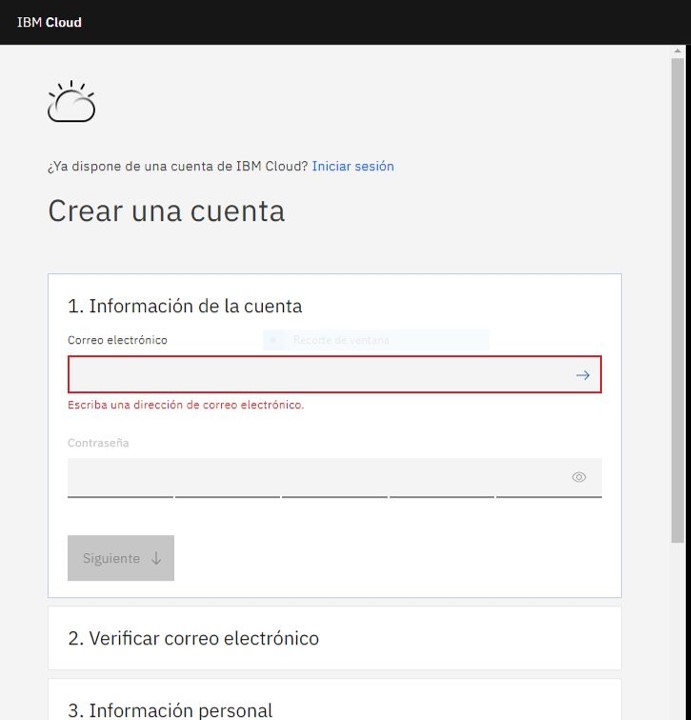 IBM Cloud
¿Ya dispone de una cuenta de IBM Cloud? Iniciar sesión
Crear una cuenta
1. Información de la cuenta
Correo electrónico
Recorte de ventana
Escriba una dirección de correo electrónico.
Contraseña
Siguiente ↓
2. Verificar correo electrónico
3. Información personal